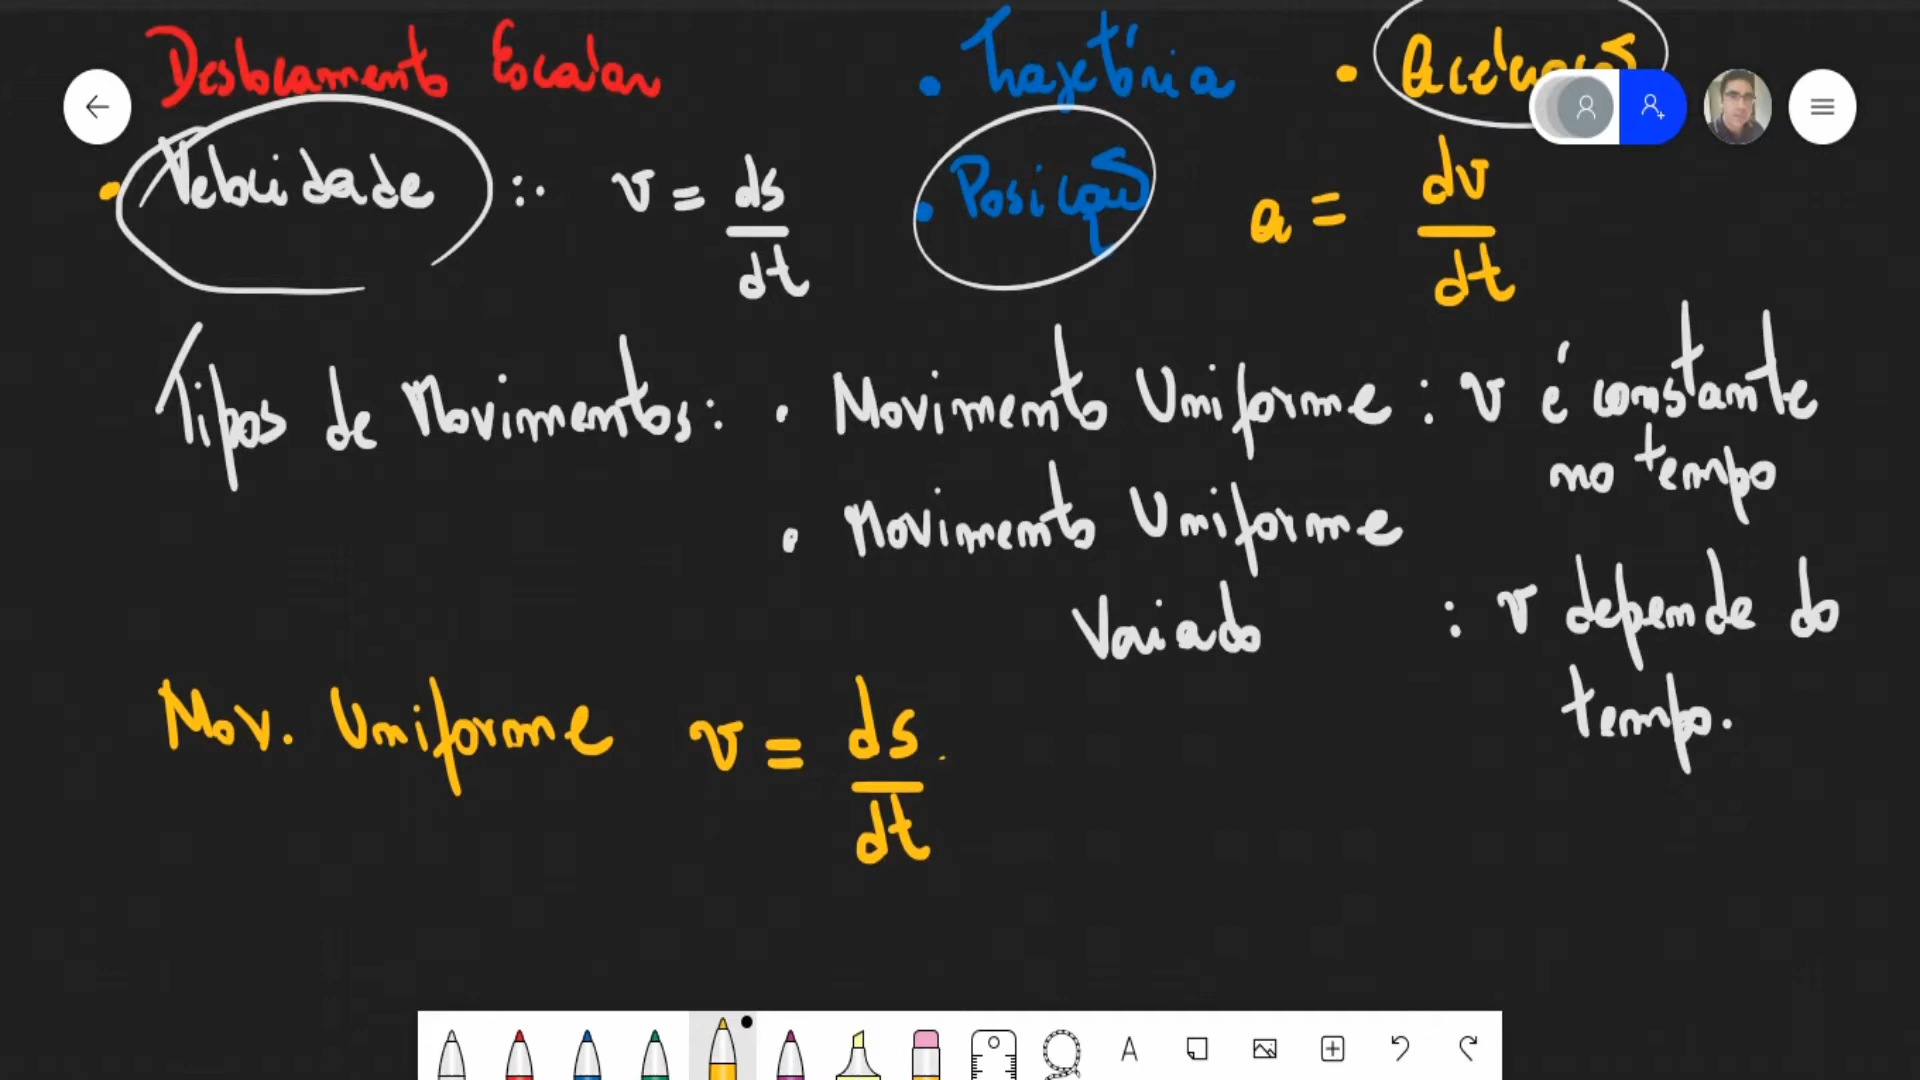 Deslocamento Escalar
• Trajetória
• Aceleração
• Velocidade :. v = ds/dt
• Posição
a = dv/dt
Tipos de Movimentos: • Movimento Uniforme : v é constante
no tempo
• Movimento Uniforme
Variado : v depende do
tempo.
Mov. Uniforme v = ds/dt
A